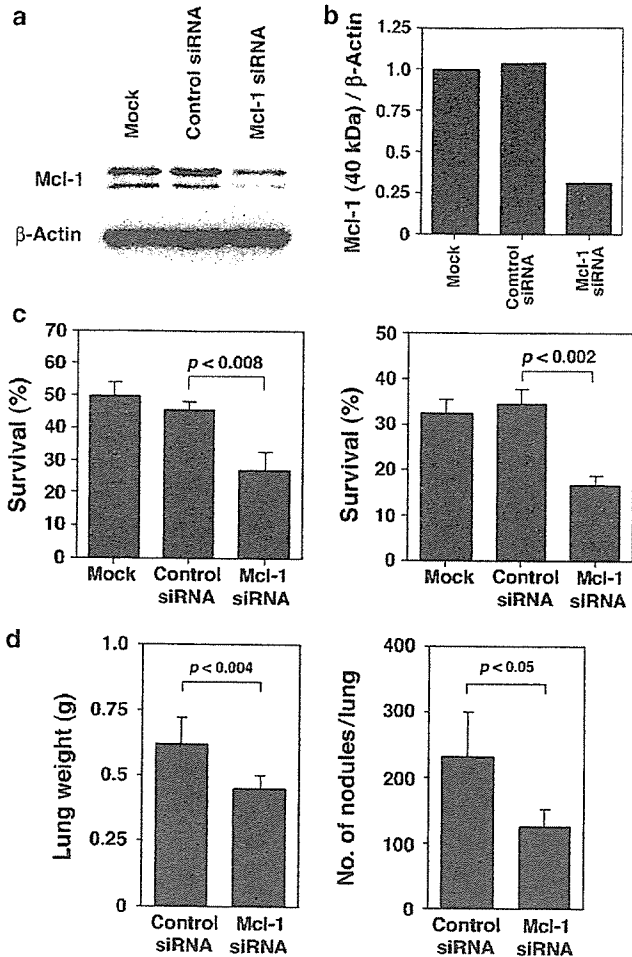 a
Mock
Control siRNA
Mcl-1 siRNA
Mcl-1
β-Actin
b
Mcl-1 (40 kDa) / β-Actin
1.25
1.0
0.75
0.5
0.25
0
Mock
Control
siRNA
Mcl-1
siRNA
c
Survival (%)
70
60
50
40
30
20
10
0
p < 0.008
Mock
Control
siRNA
Mcl-1
siRNA
Survival (%)
50
40
30
20
10
0
p < 0.002
Mock
Control
siRNA
Mcl-1
siRNA
d
Lung weight (g)
1.0
0.75
0.5
0.25
0
p < 0.004
Control
siRNA
Mcl-1
siRNA
No. of nodules/lung
400
300
200
100
0
p < 0.05
Control
siRNA
Mcl-1
siRNA